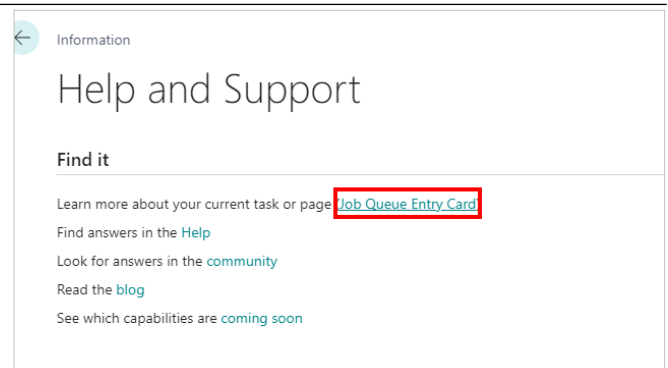 Information
Help and Support
Find it
Learn more about your current task or page (Job Queue Entry Card)
Find answers in the Help
Look for answers in the community
Read the blog
See which capabilities are coming soon